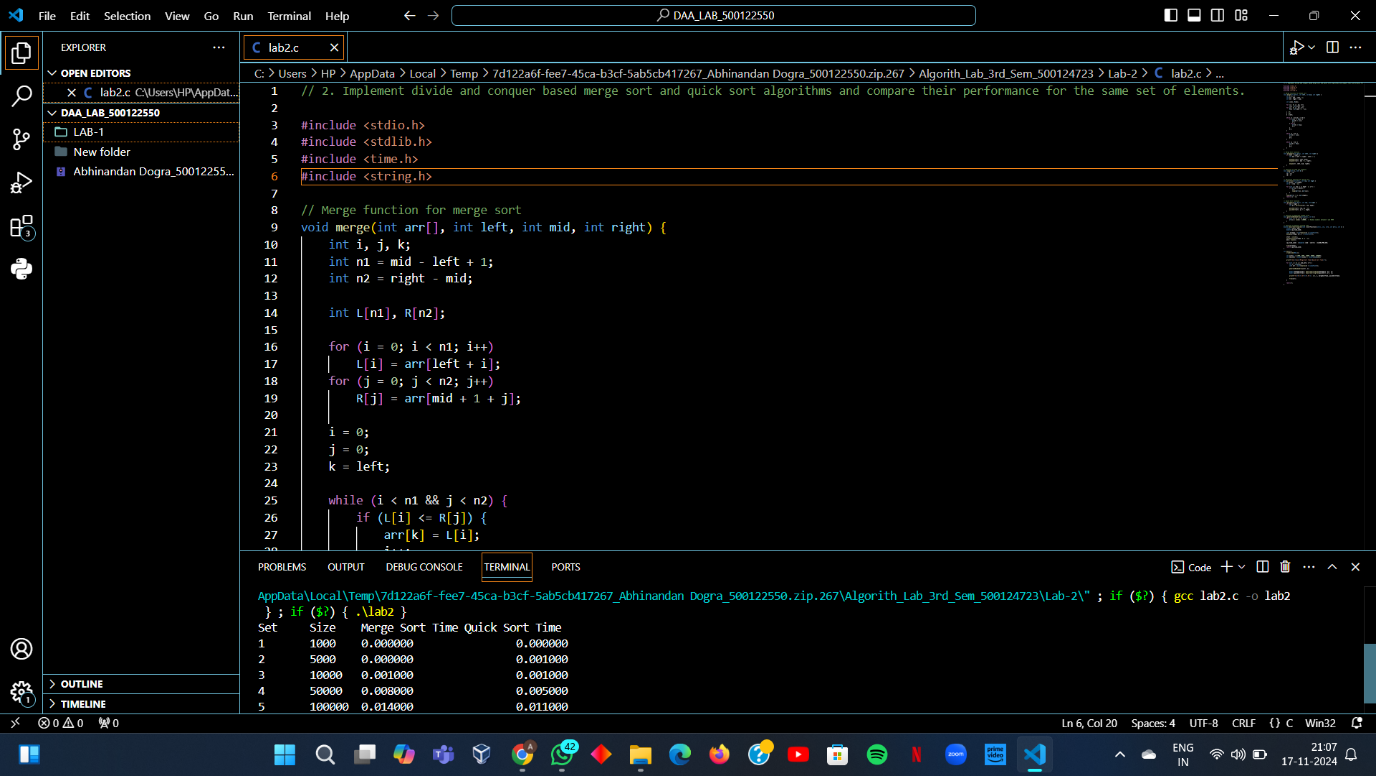 File Edit Selection View Go Run Terminal Help
DAA_LAB_500122550
EXPLORER
OPEN EDITORS
lab2.c C:\Users\HP\AppDat...
DAA_LAB_500122550
LAB-1
New folder
Abhinandan Dogra_50012255...
OUTLINE
TIMELINE
3
1
lab2.c
C: > Users > HP > AppData > Local > Temp > 7d122a6f-fee7-45ca-b3cf-5ab5cb417267_Abhinandan Dogra_500122550.zip.267 > Algorith_Lab_3rd_Sem_500124723 > Lab-2 > C lab2.c > ...
1 // 2. Implement divide and conquer based merge sort and quick sort algorithms and compare their performance for the same set of elements.
2
3 #include <stdio.h>
4 #include <stdlib.h>
5 #include <time.h>
6 #include <string.h>
7
8 // Merge function for merge sort
9 void merge(int arr[], int left, int mid, int right) {
10 int i, j, k;
11 int n1 = mid - left + 1;
12 int n2 = right - mid;
13
14 int L[n1], R[n2];
15
16 for (i = 0; i < n1; i++)
17 L[i] = arr[left + i];
18 for (j = 0; j < n2; j++)
19 R[j] = arr[mid + 1 + j];
20
21 i = 0;
22 j = 0;
23 k = left;
24
25 while (i < n1 && j < n2) {
26 if (L[i] <= R[j]) {
27 arr[k] = L[i];
PROBLEMS OUTPUT DEBUG CONSOLE TERMINAL PORTS
Code
AppData\Local\Temp\7d122a6f-fee7-45ca-b3cf-5ab5cb417267_Abhinandan Dogra_500122550.zip.267\Algorith_Lab_3rd_Sem_500124723\Lab-2\" ; if ($?) { gcc lab2.c -o lab2
} ; if ($?) { .\lab2 }
Set Size Merge Sort Time Quick Sort Time
1 1000 0.000000 0.000000
2 5000 0.000000 0.001000
3 10000 0.001000 0.001000
4 50000 0.008000 0.005000
5 100000 0.014000 0.011000
0 0 0
Ln 6, Col 20 Spaces: 4 UTF-8 CRLF {} C Win32
42
zoom
prime video
ENG
IN
21:07
17-11-2024